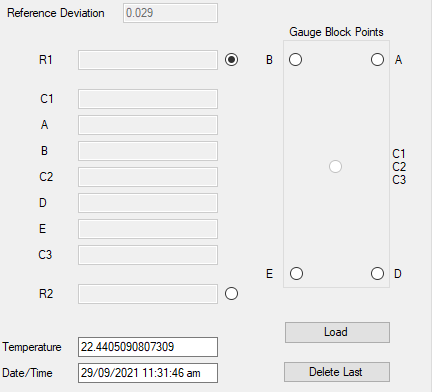 Reference Deviation 0.029
Gauge Block Points
R1
B A
C1
A
B
C2
D
E
C3
C1
C2
C3
E D
R2
Load
Temperature 22.4405090807309
Date/Time 29/09/2021 11:31:46 am
Delete Last